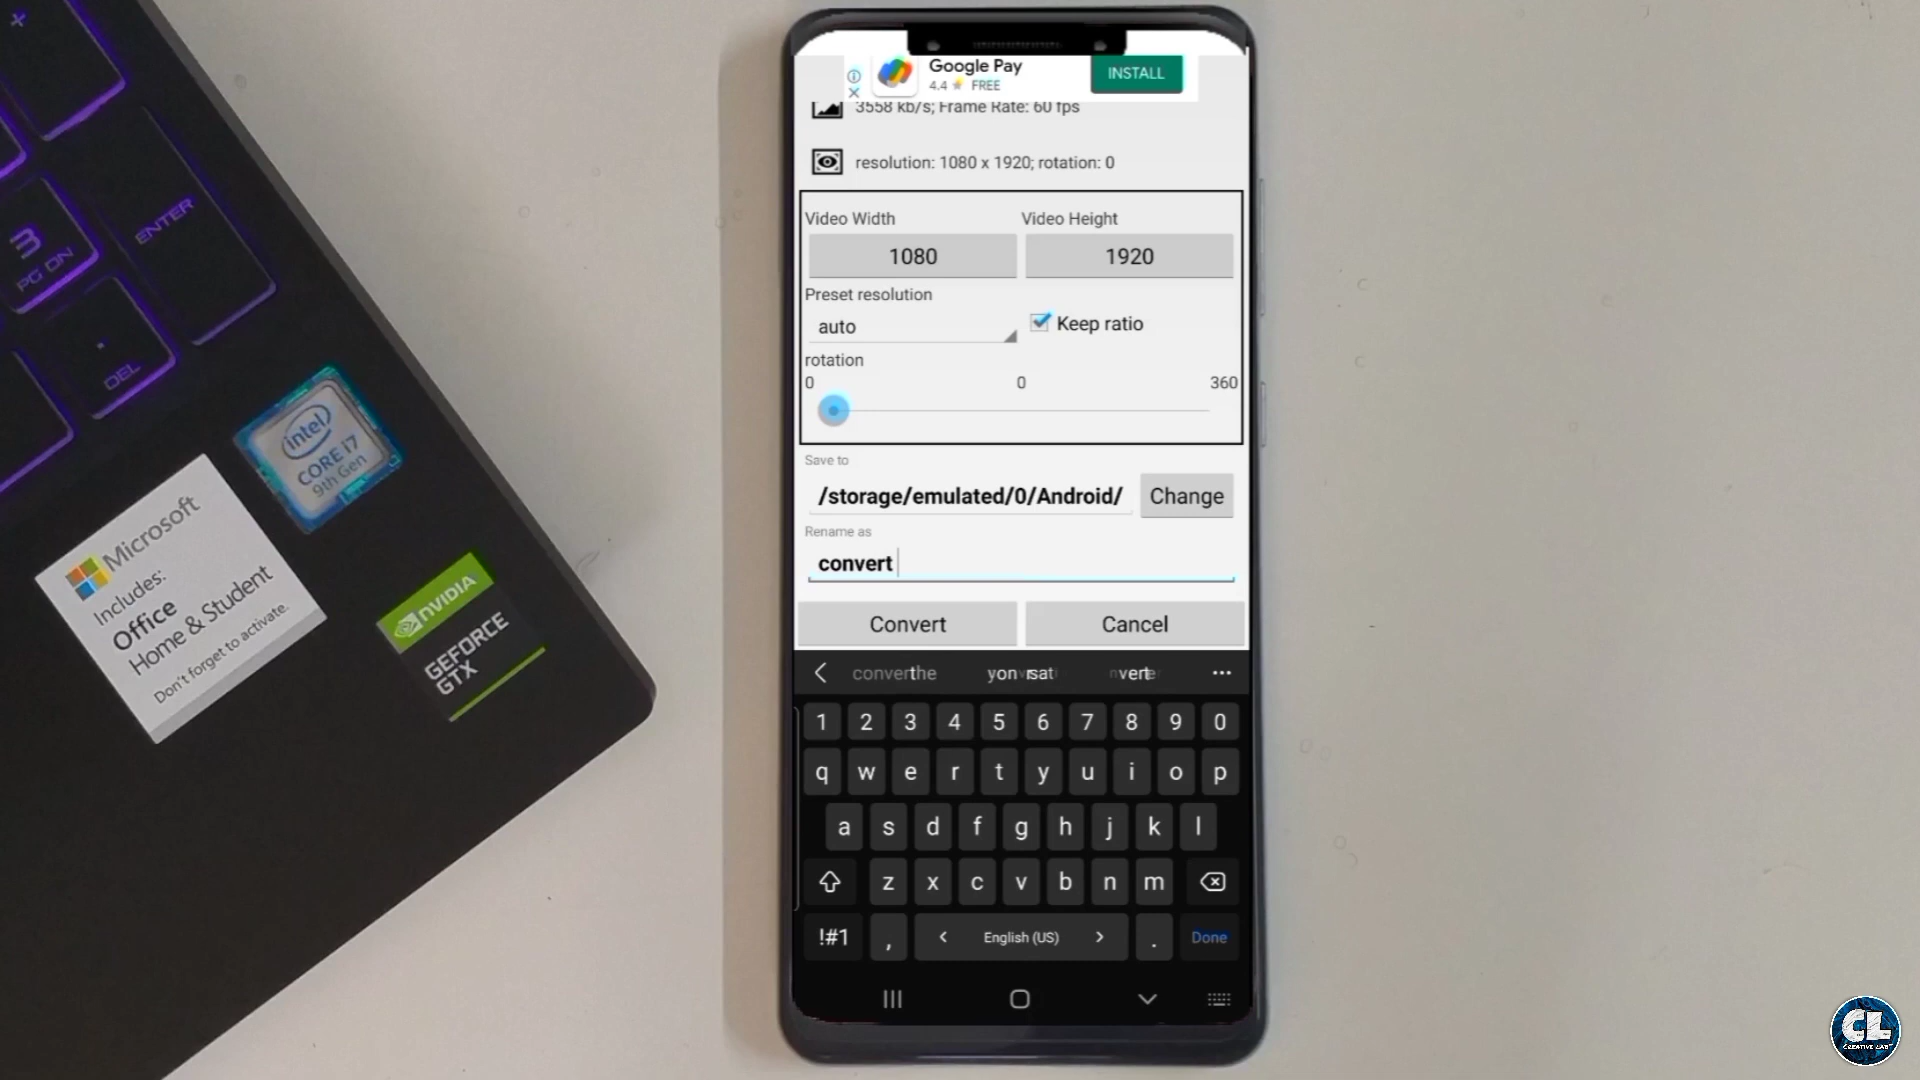 Google Pay
INSTALL
4.4 FREE
3558 kb/s; Frame Rate: 60 fps
resolution: 1080 x 1920; rotation: 0
Video Width
Video Height
1080
1920
Preset resolution
auto
Keep ratio
rotation
0
0
360
Save to
/storage/emulated/0/Android/
Change
Rename as
convert
Convert
Cancel
1 2 3 4 5 6 7 8 9 0
q w e r t y u i o p
a s d f g h j k l
z x c v b n m
!#1 , < English (US) > . Done
3
PG ON
ENTER
.
DEL
+
intel
CORE i7
9th Gen
Microsoft
Includes:
Office
Home & Student
Don't forget to activate.
NVIDIA
GEFORCE
GTX
CL
CREATIVE LAB